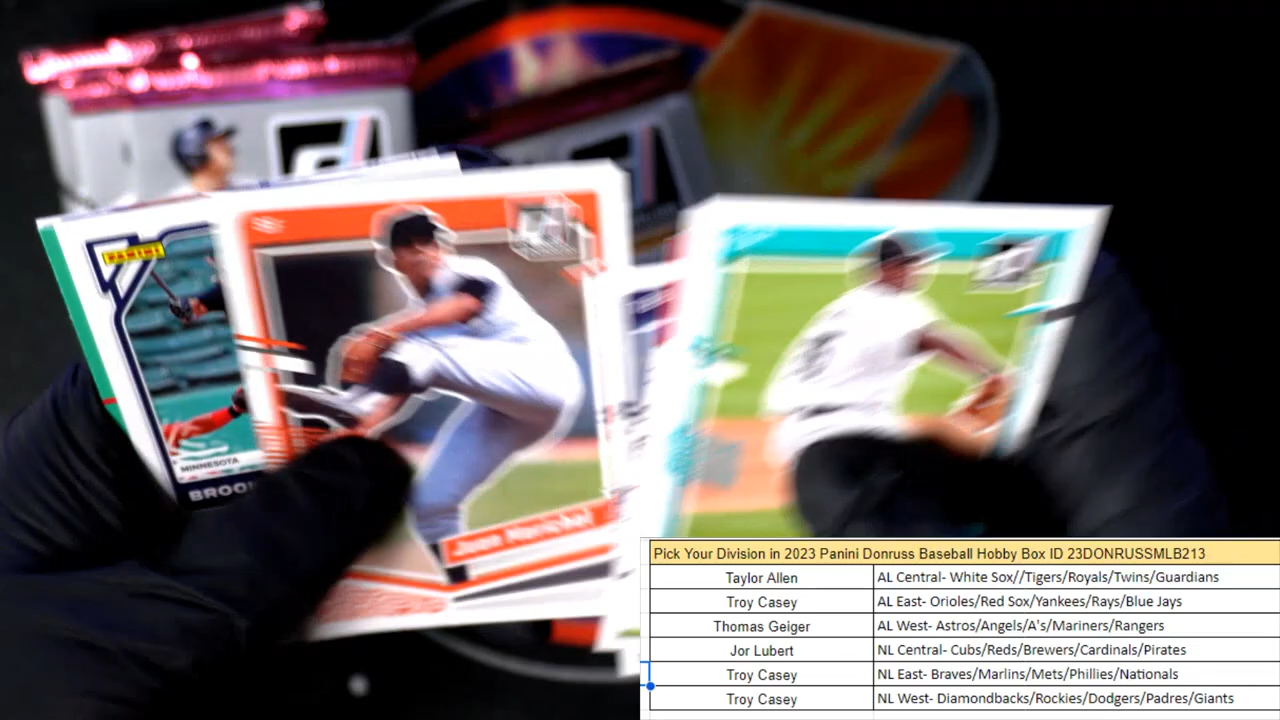 PANINI
MINNESOTA
Juan Marichal
Pick Your Division in 2023 Panini Donruss Baseball Hobby Box ID 23DONRUSSMLB213
Taylor Allen AL Central- White Sox//Tigers/Royals/Twins/Guardians
Troy Casey AL East- Orioles/Red Sox/Yankees/Rays/Blue Jays
Thomas Geiger AL West- Astros/Angels/A's/Mariners/Rangers
Jor Lubert NL Central- Cubs/Reds/Brewers/Cardinals/Pirates
Troy Casey NL East- Braves/Marlins/Mets/Phillies/Nationals
Troy Casey NL West- Diamondbacks/Rockies/Dodgers/Padres/Giants